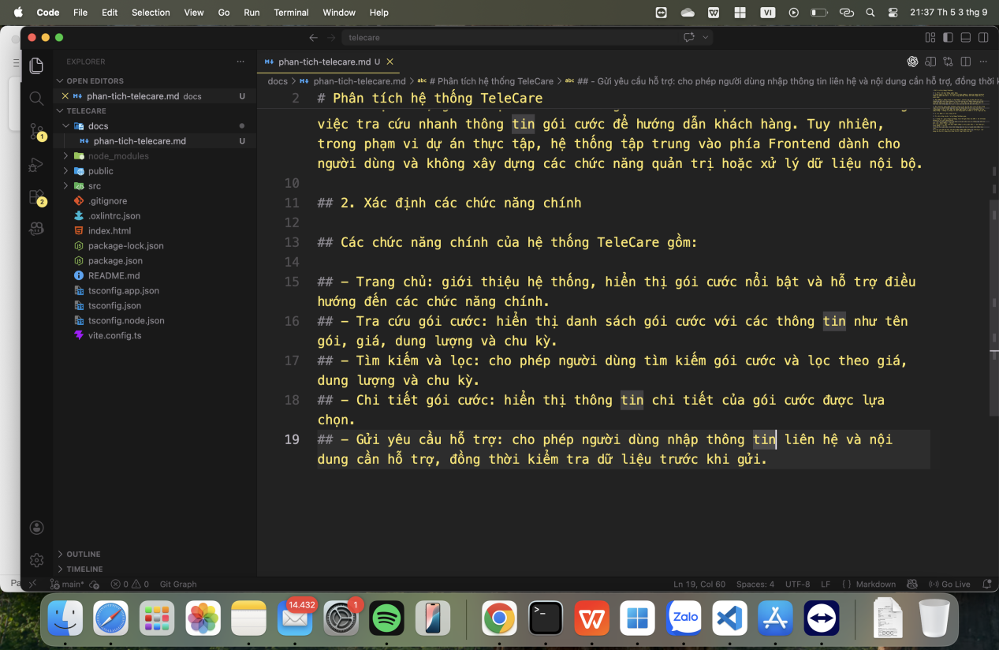 Code File Edit Selection View Go Run Terminal Window Help
VI
21:37 Th 5 3 thg 9
telecare
EXPLORER
OPEN EDITORS
phan-tich-telecare.md docs U
TELECARE
docs
phan-tich-telecare.md U
node_modules
public
src
.gitignore
.oxlintrc.json
index.html
package-lock.json
package.json
README.md
tsconfig.app.json
tsconfig.json
tsconfig.node.json
vite.config.ts
OUTLINE
TIMELINE
1
2
phan-tich-telecare.md U
docs > phan-tich-telecare.md > # Phân tích hệ thống TeleCare > ## - Gửi yêu cầu hỗ trợ: cho phép người dùng nhập thông tin liên hệ và nội dung cần hỗ trợ, đồng thời
2 # Phân tích hệ thống TeleCare
việc tra cứu nhanh thông tin gói cước để hướng dẫn khách hàng. Tuy nhiên,
trong phạm vi dự án thực tập, hệ thống tập trung vào phía Frontend dành cho
người dùng và không xây dựng các chức năng quản trị hoặc xử lý dữ liệu nội bộ.
10
11 ## 2. Xác định các chức năng chính
12
13 ## Các chức năng chính của hệ thống TeleCare gồm:
14
15 ## - Trang chủ: giới thiệu hệ thống, hiển thị gói cước nổi bật và hỗ trợ điều
hướng đến các chức năng chính.
16 ## - Tra cứu gói cước: hiển thị danh sách gói cước với các thông tin như tên
gói, giá, dung lượng và chu kỳ.
17 ## - Tìm kiếm và lọc: cho phép người dùng tìm kiếm gói cước và lọc theo giá,
dung lượng và chu kỳ.
18 ## - Chi tiết gói cước: hiển thị thông tin chi tiết của gói cước được lựa
chọn.
19 ## - Gửi yêu cầu hỗ trợ: cho phép người dùng nhập thông tin liên hệ và nội
dung cần hỗ trợ, đồng thời kiểm tra dữ liệu trước khi gửi.
Pa
main* 0 0 Git Graph
Ln 19, Col 60 Spaces: 4 UTF-8 LF { } Markdown Go Live
14.432
1
Zalo